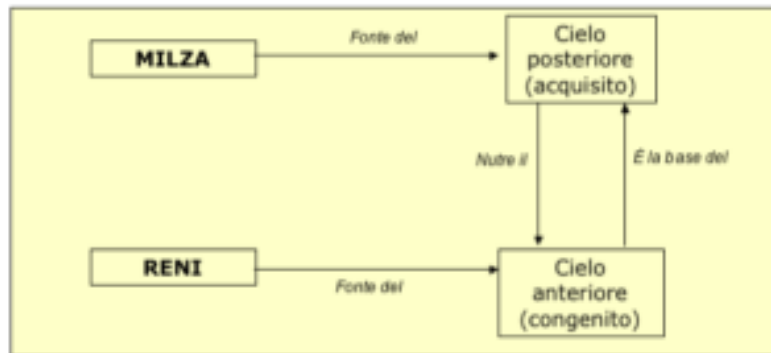 MILZA
Fonte del
Cielo
posteriore
(acquisito)
Nutre il
É la base del
RENI
Fonte del
Cielo
anteriore
(congenito)